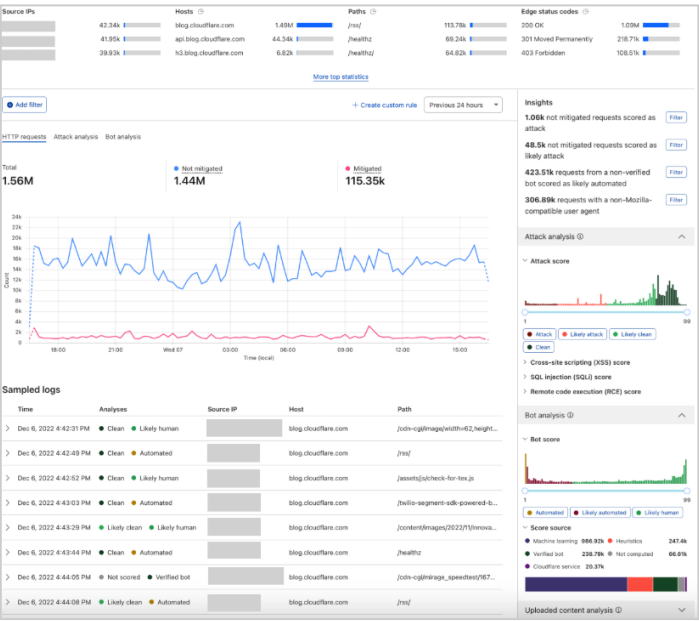 Source IPs
Hosts
Paths
Edge status codes
42.34k
blog.cloudflare.com
1.49M
/rss/
113.78k
200 OK
1.09M
41.95k
api.blog.cloudflare.com
44.34k
/healthz
69.24k
301 Moved Permanently
218.71k
39.93k
h3.blog.cloudflare.com
6.82k
/healthz/
64.82k
403 Forbidden
108.51k
More top statistics
Add filter
+ Create custom rule
Previous 24 hours
HTTP requests
Attack analysis
Bot analysis
Total
Not mitigated
Mitigated
1.56M
1.44M
115.35k
24k
22k
20k
18k
16k
14k
12k
10k
8k
6k
4k
2k
0
Count
18:00
21:00
Wed 07
03:00
06:00
09:00
12:00
15:00
Time (local)
Sampled logs
Time
Analyses
Source IP
Host
Path
Dec 6, 2022 4:42:31 PM
Clean
Likely human
blog.cloudflare.com
/cdn-cgi/image/width=62,height...
Dec 6, 2022 4:42:49 PM
Clean
Automated
blog.cloudflare.com
/rss/
Dec 6, 2022 4:42:52 PM
Clean
Likely human
blog.cloudflare.com
/assets/js/check-for-tex.js
Dec 6, 2022 4:43:03 PM
Clean
Automated
blog.cloudflare.com
/twilio-segment-sdk-powered-b...
Dec 6, 2022 4:43:29 PM
Likely clean
Likely human
blog.cloudflare.com
/content/images/2022/11/Innova...
Dec 6, 2022 4:43:44 PM
Clean
Automated
blog.cloudflare.com
/healthz
Dec 6, 2022 4:44:05 PM
Not scored
Verified bot
blog.cloudflare.com
/cdn-cgi/mirage_speedtest/167...
Dec 6, 2022 4:44:08 PM
Likely clean
Automated
blog.cloudflare.com
/rss/
Insights
1.06k not mitigated requests scored as
attack
Filter
48.5k not mitigated requests scored as
likely attack
Filter
423.51k requests from a non-verified
bot scored as likely automated
Filter
306.89k requests with a non-Mozilla-
compatible user agent
Filter
Attack analysis
Attack score
1
99
Attack
Likely attack
Likely clean
Clean
Cross-site scripting (XSS) score
SQL injection (SQLi) score
Remote code execution (RCE) score
Bot analysis
Bot score
1
99
Automated
Likely automated
Likely human
Score source
Machine learning 986.92k
Heuristics 247.4k
Verified bot 239.79k
Not computed 66.61k
Cloudflare service 20.37k
Uploaded content analysis